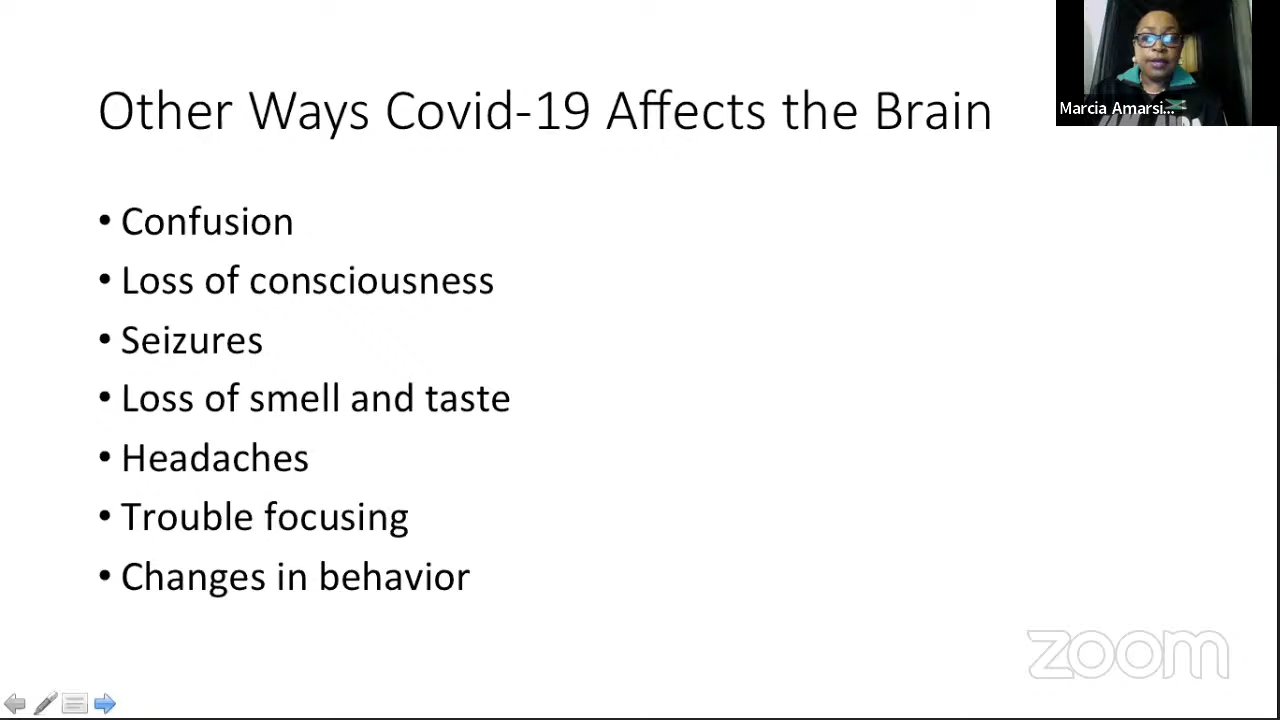 Other Ways Covid-19 Affects the Brain
Marcia Amarsi...
• Confusion
• Loss of consciousness
• Seizures
• Loss of smell and taste
• Headaches
• Trouble focusing
• Changes in behavior
zoom